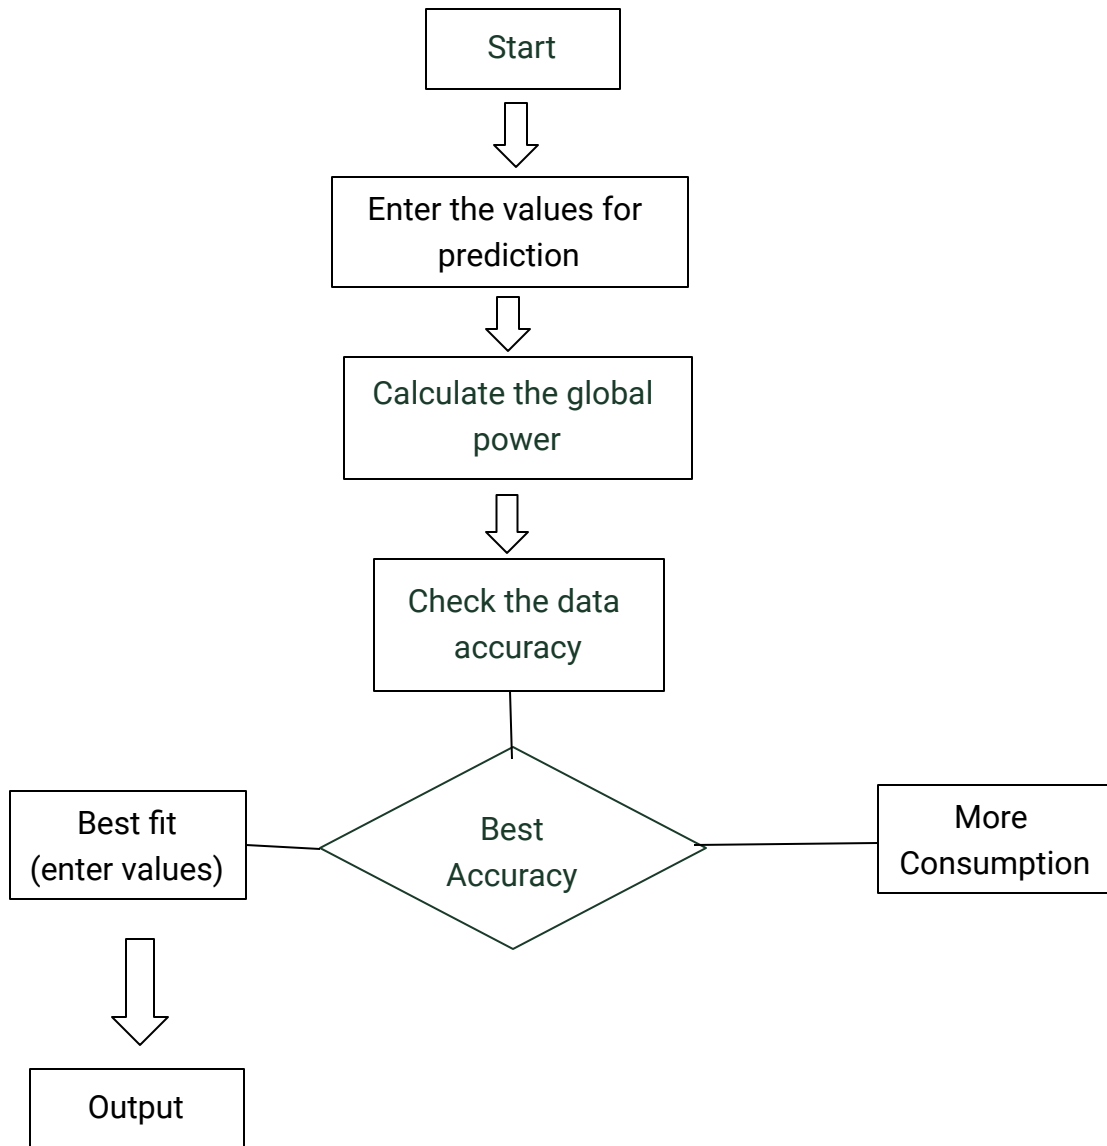 Start
Enter the values for
prediction
Calculate the global
power
Check the data
accuracy
Best
Accuracy
Best fit
(enter values)
More
Consumption
Output